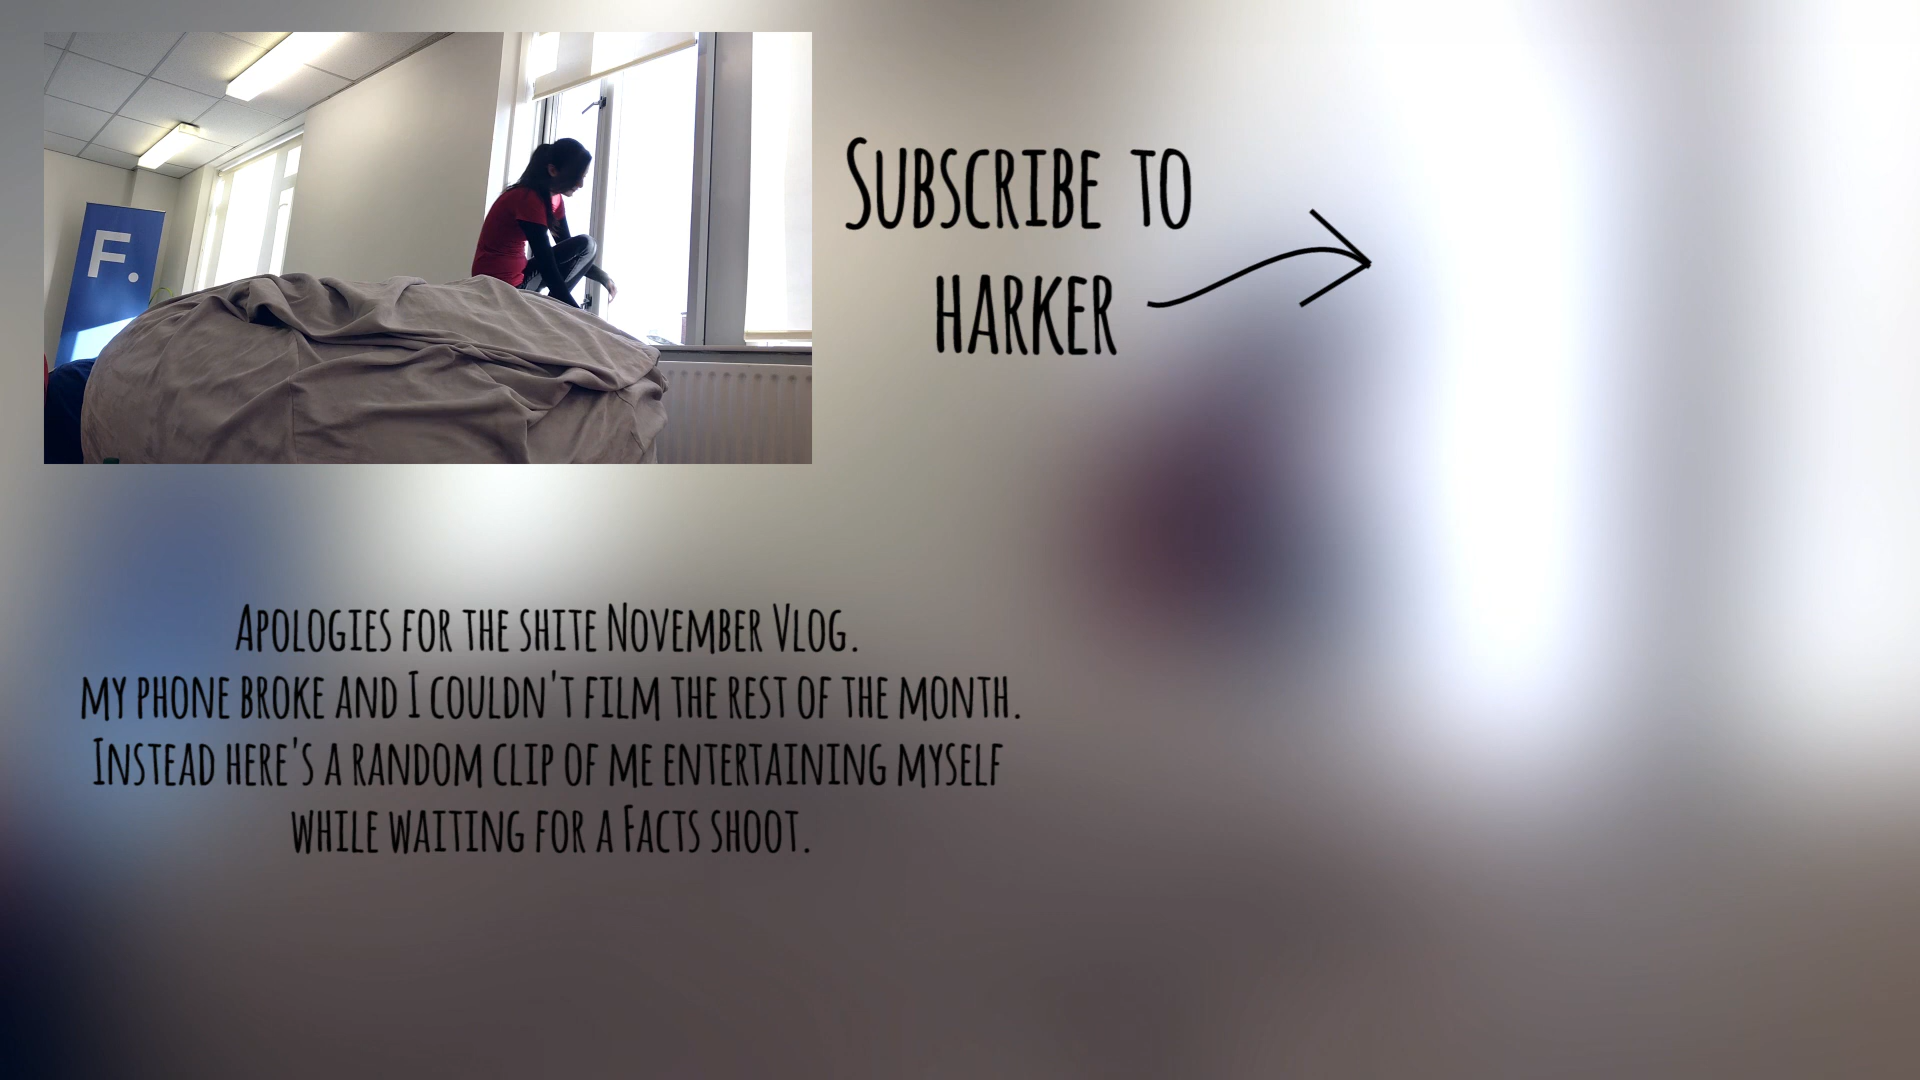 F.
Subscribe to
Harker
Apologies for the shite November Vlog.
my phone broke and I couldn't film the rest of the month.
Instead here's a random clip of me entertaining myself
while waiting for a Facts shoot.